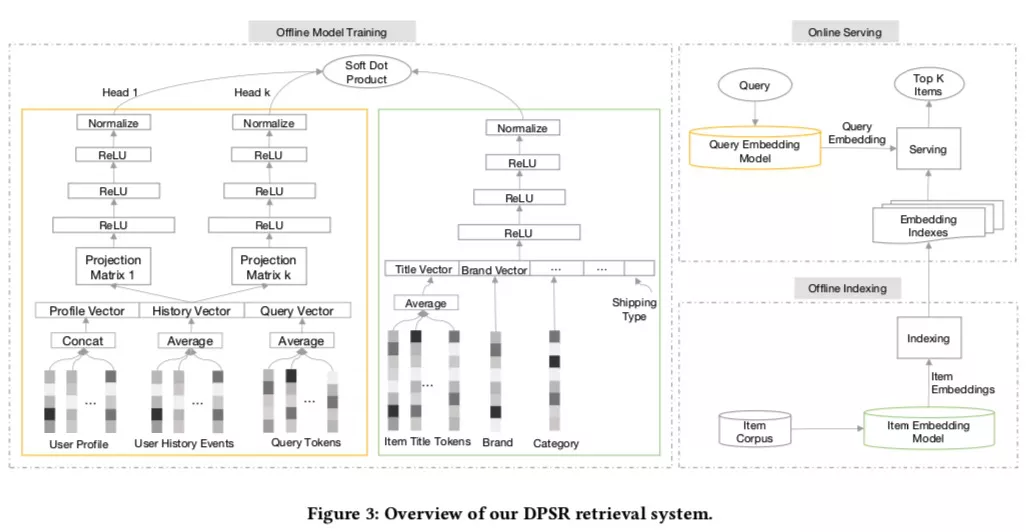 Offline Model Training
Soft Dot
Product
Head 1
Head k
Normalize
Normalize
ReLU
ReLU
ReLU
ReLU
ReLU
ReLU
Projection
Matrix 1
Projection
Matrix k
Profile Vector
History Vector
Query Vector
Concat
Average
Average
...
...
...
User Profile
User History Events
Query Tokens
Normalize
ReLU
ReLU
ReLU
Title Vector
Brand Vector
...
...
Average
Shipping
Type
...
Item Title Tokens
Brand
Category
Online Serving
Query
Top K
Items
Query Embedding
Model
Query
Embedding
Serving
Embedding
Indexes
Offline Indexing
Indexing
Item
Embeddings
Item
Corpus
Item Embedding
Model
Figure 3: Overview of our DPSR retrieval system.